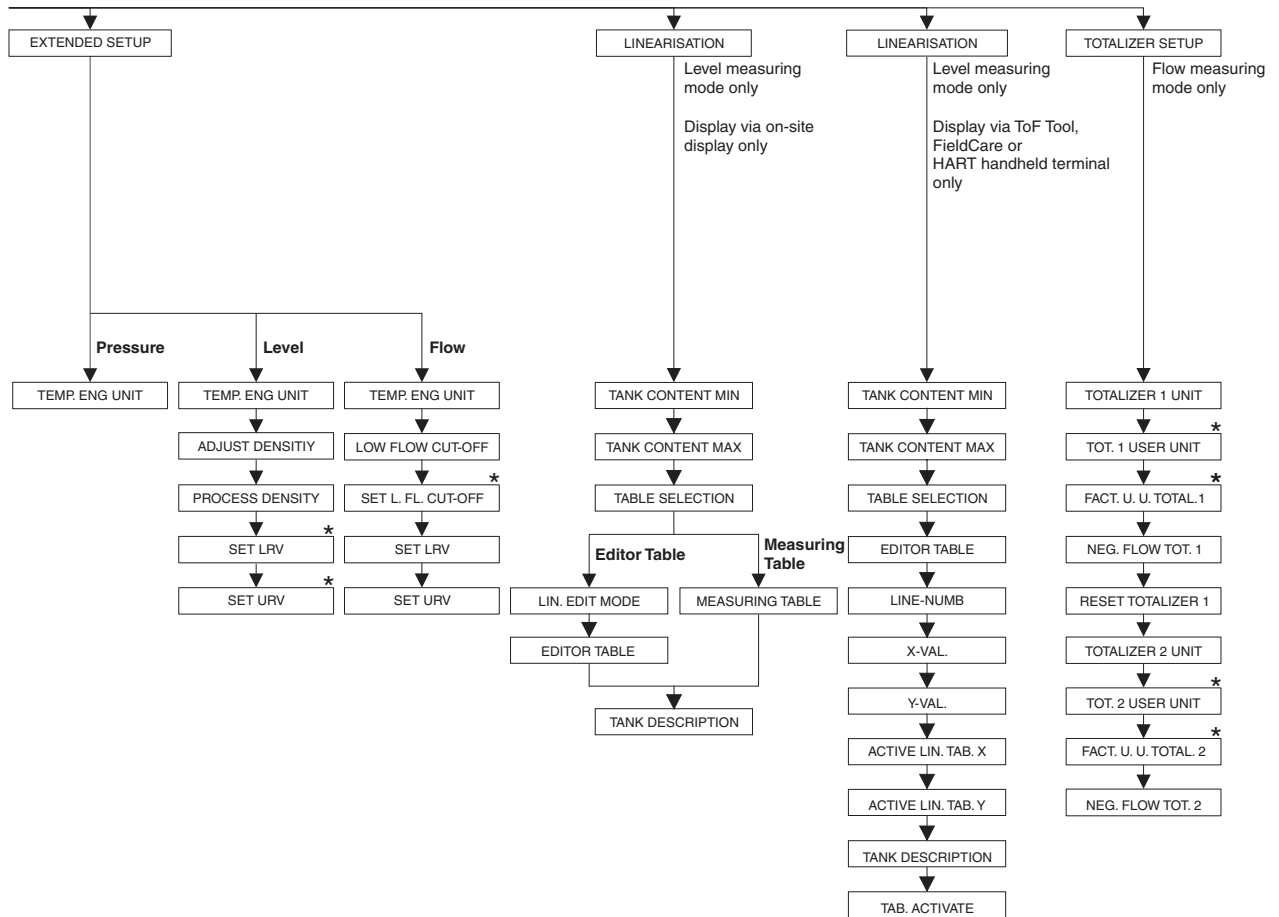 EXTENDED SETUP
LINEARISATION
LINEARISATION
TOTALIZER SETUP
Level measuring
mode only
Display via on-site
display only
Level measuring
mode only
Display via ToF Tool,
FieldCare or
HART handheld terminal
only
Flow measuring
mode only
Pressure
TEMP. ENG UNIT
Level
TEMP. ENG UNIT
ADJUST DENSITIY
PROCESS DENSITY
*
SET LRV
*
SET URV
Flow
TEMP. ENG UNIT
LOW FLOW CUT-OFF
*
SET L. FL. CUT-OFF
SET LRV
SET URV
TANK CONTENT MIN
TANK CONTENT MAX
TABLE SELECTION
Editor Table
LIN. EDIT MODE
EDITOR TABLE
Measuring
Table
MEASURING TABLE
TANK DESCRIPTION
TANK CONTENT MIN
TANK CONTENT MAX
TABLE SELECTION
EDITOR TABLE
LINE-NUMB
X-VAL.
Y-VAL.
ACTIVE LIN. TAB. X
ACTIVE LIN. TAB. Y
TANK DESCRIPTION
TAB. ACTIVATE
TOTALIZER 1 UNIT
*
TOT. 1 USER UNIT
*
FACT. U. U. TOTAL.1
NEG. FLOW TOT. 1
RESET TOTALIZER 1
TOTALIZER 2 UNIT
*
TOT. 2 USER UNIT
*
FACT. U. U. TOTAL. 2
NEG. FLOW TOT. 2